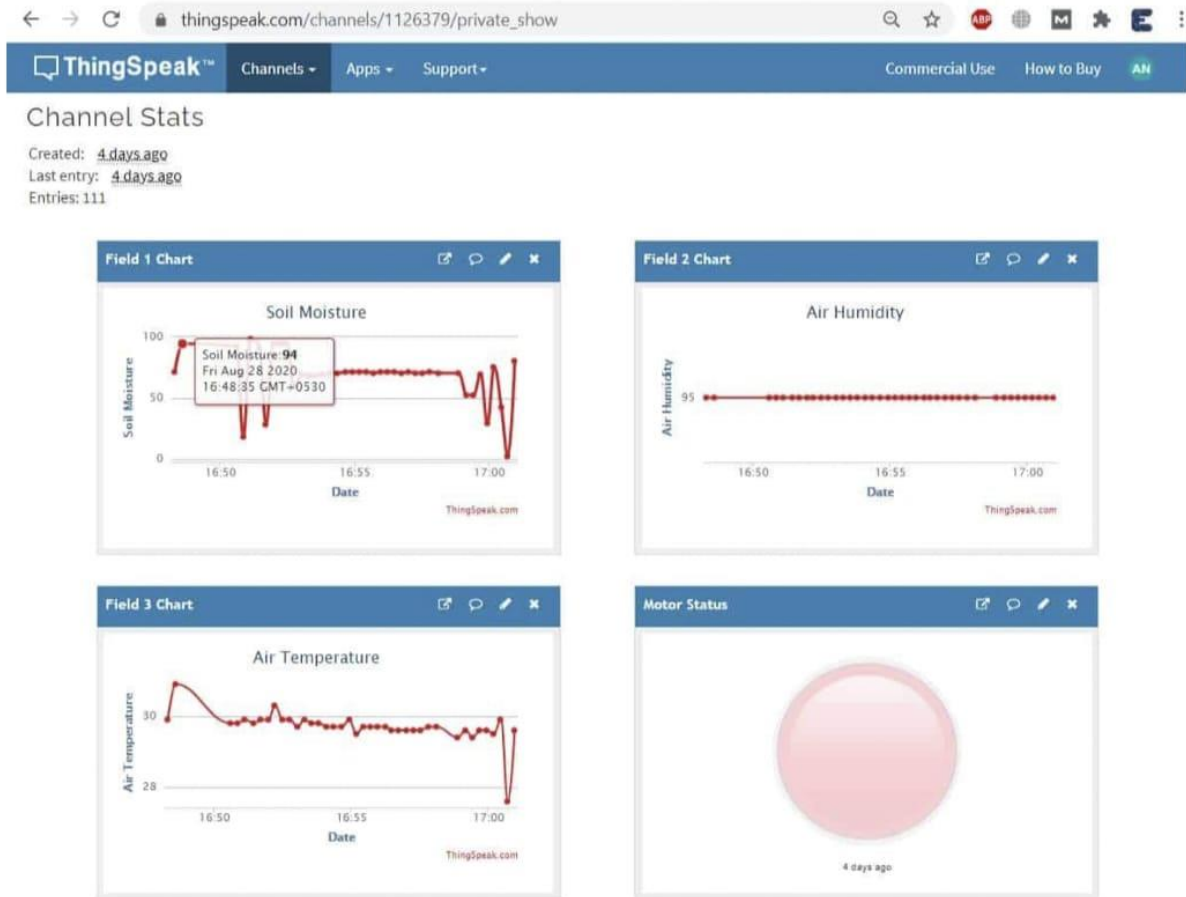 thingspeak.com/channels/1126379/private_show
ABP
M
E
ThingSpeak™ Channels Apps Support Commercial Use How to Buy AN
Channel Stats
Created: 4 days ago
Last entry: 4 days ago
Entries: 111
Field 1 Chart
Soil Moisture
Soil Moisture
100
50
0
Soil Moisture: 94
Fri Aug 28 2020
16:48:35 GMT+0530
16:50 16:55 17:00
Date
ThingSpeak.com
Field 2 Chart
Air Humidity
Air Humidity
95
16:50 16:55 17:00
Date
ThingSpeak.com
Field 3 Chart
Air Temperature
Air Temperature
30
28
16:50 16:55 17:00
Date
ThingSpeak.com
Motor Status
4 days ago